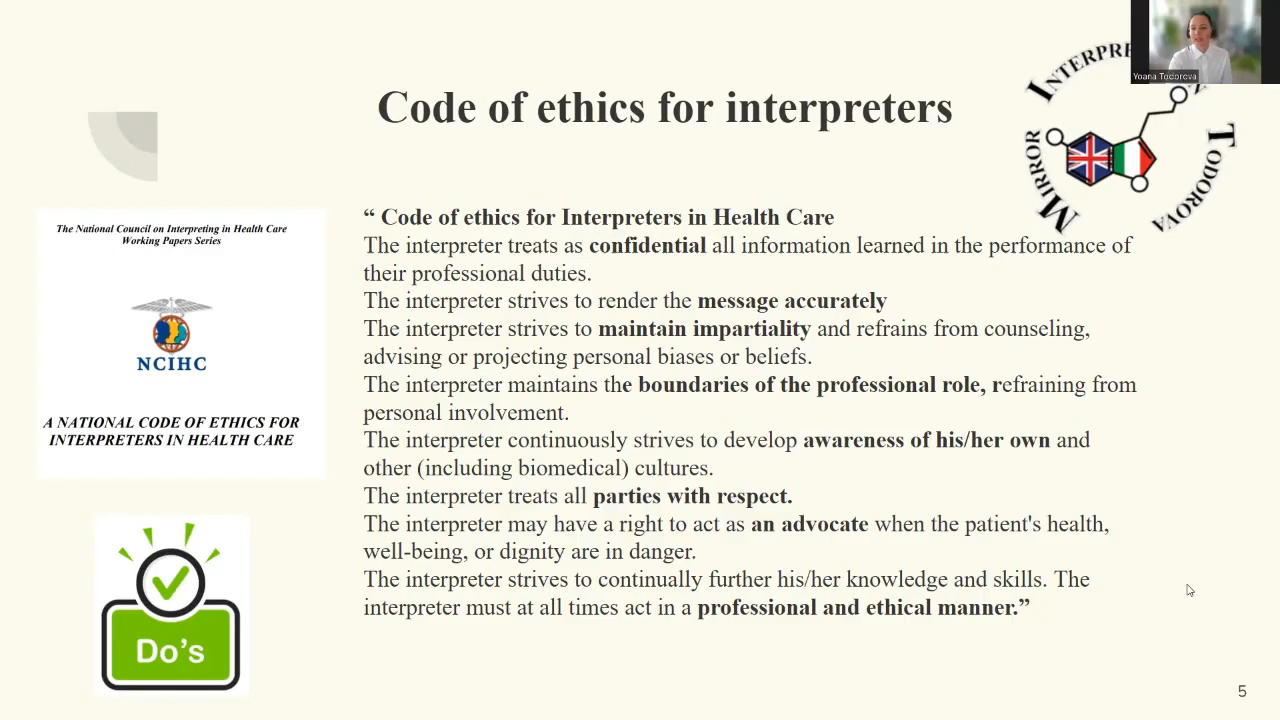 Yoana Todorova
INTERPRE
MIRROR
TODOROVA
Code of ethics for interpreters
The National Council on Interpreting in Health Care
Working Papers Series
NCIHC
A NATIONAL CODE OF ETHICS FOR
INTERPRETERS IN HEALTH CARE
“ Code of ethics for Interpreters in Health Care
The interpreter treats as confidential all information learned in the performance of
their professional duties.
The interpreter strives to render the message accurately
The interpreter strives to maintain impartiality and refrains from counseling,
advising or projecting personal biases or beliefs.
The interpreter maintains the boundaries of the professional role, refraining from
personal involvement.
The interpreter continuously strives to develop awareness of his/her own and
other (including biomedical) cultures.
The interpreter treats all parties with respect.
The interpreter may have a right to act as an advocate when the patient's health,
well-being, or dignity are in danger.
The interpreter strives to continually further his/her knowledge and skills. The
interpreter must at all times act in a professional and ethical manner.”
Do’s
5